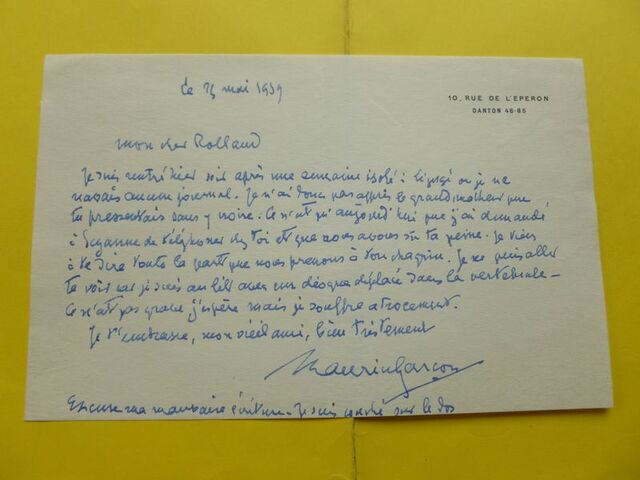 Le 25 mai 1959
10, RUE DE L'EPERON
DANTON 46-85
mon cher Rolland
Je suis rentré hier soir après une semaine isolé à où je ne
aucun journal. Je n'ai donc pas appris le grand malheur que
tu pressentais sans y croire. Ce n'est qu'aujourd'hui que j'ai demandé
à Suzanne de téléphoner chez toi et que nous avons su ta peine. Je viens
à te dire toute la part que nous prenons à ton chagrin. Je ne puis aller
te voir car je suis au lit avec un disque déplacé dans la vertébrale -
Ce n'est pas grave j'espère mais je souffre atrocement.
Je t'embrasse, mon vieil ami, bien tristement
Maurice Garçon
Excuse ma mauvaise écriture - Je suis couché sur le dos